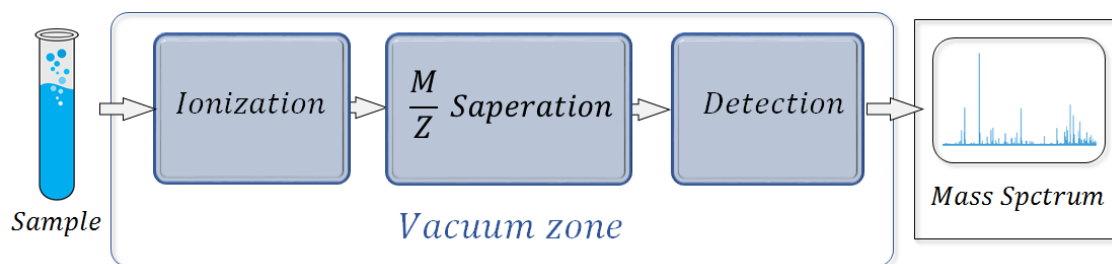 Sample
Ionization
M
Z Saperation
Detection
Vacuum zone
Mass Spctrum